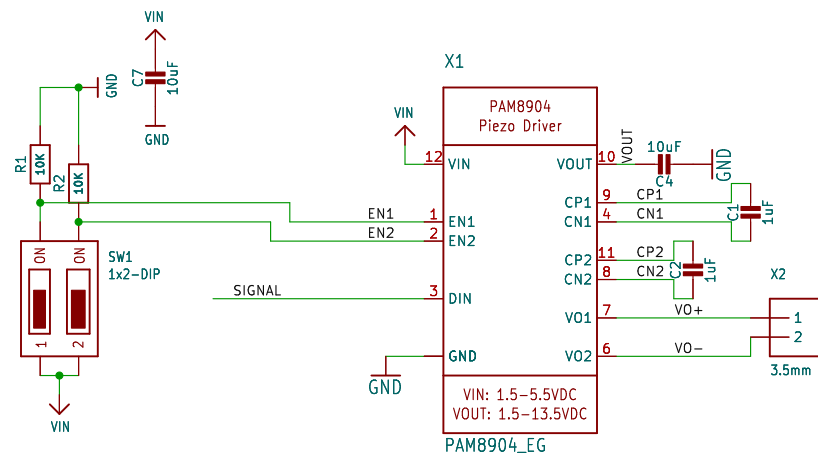 VIN
C7
10uF
GND
GND
R1
10K
R2
10K
SW1
1x2-DIP
ON
ON
1
2
VIN
X1
PAM8904
Piezo Driver
VIN
12
VIN
EN1
1
EN1
EN2
2
EN2
SIGNAL
3
DIN
GND
GND
VOUT
10
VOUT
10uF
C4
GND
CP1
9
CP1
CN1
4
CN1
C1
1uF
CP2
11
CP2
CN2
8
CN2
C2
1uF
VO1
7
VO+
VO2
6
VO-
X2
1
2
3.5mm
VIN: 1.5-5.5VDC
VOUT: 1.5-13.5VDC
PAM8904_EG